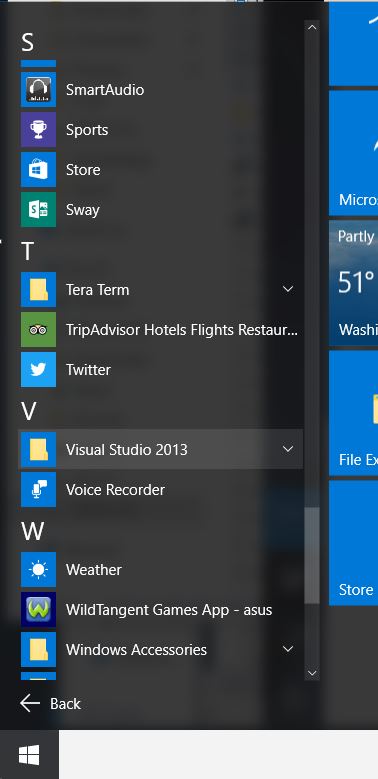 S
SmartAudio
Sports
Store
Sway
T
Tera Term
TripAdvisor Hotels Flights Restaur...
Twitter
V
Visual Studio 2013
Voice Recorder
W
Weather
WildTangent Games App - asus
Windows Accessories
Back
Micros
Partly
51°
Washi
File Ex
Store